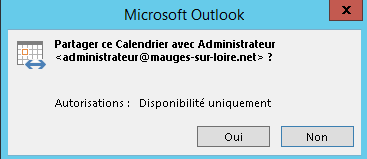 Microsoft Outlook
x
Partager ce Calendrier avec Administrateur
<administrateur@mauges-sur-loire.net> ?
Autorisations : Disponibilité uniquement
Oui Non